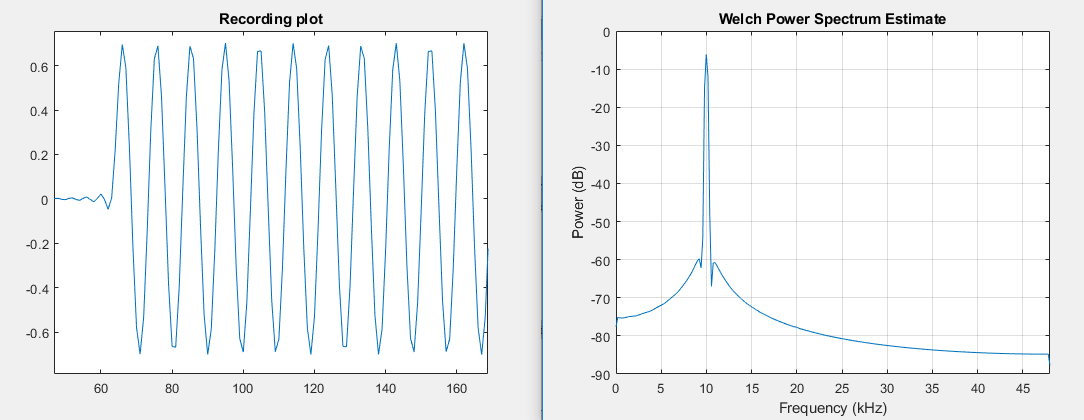 Recording plot
0.6
0.4
0.2
0
-0.2
-0.4
-0.6
60 80 100 120 140 160
Welch Power Spectrum Estimate
Power (dB)
0
-10
-20
-30
-40
-50
-60
-70
-80
-90
0 5 10 15 20 25 30 35 40 45
Frequency (kHz)